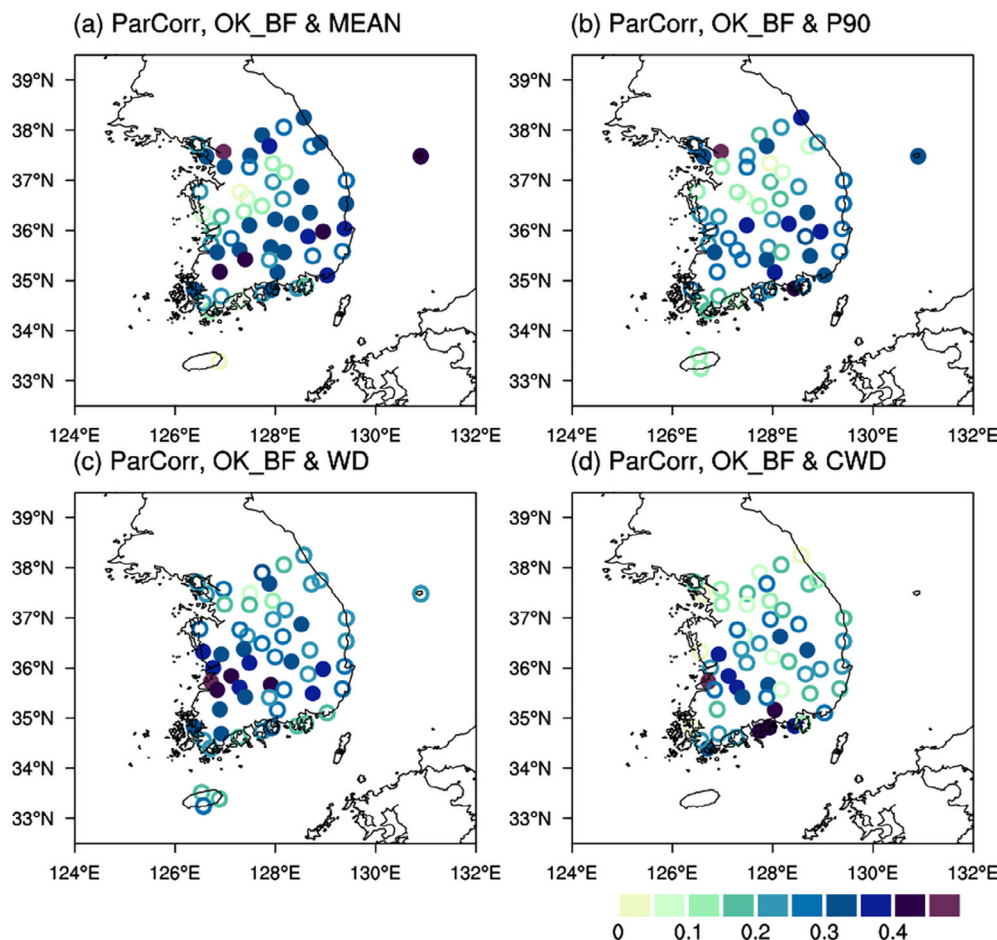 (a) ParCorr, OK_BF & MEAN
(b) ParCorr, OK_BF & P90
39°N
38°N
37°N
36°N
35°N
34°N
33°N
124°E 126°E 128°E 130°E 132°E
39°N
38°N
37°N
36°N
35°N
34°N
33°N
124°E 126°E 128°E 130°E 132°E
(c) ParCorr, OK_BF & WD
(d) ParCorr, OK_BF & CWD
39°N
38°N
37°N
36°N
35°N
34°N
33°N
124°E 126°E 128°E 130°E 132°E
39°N
38°N
37°N
36°N
35°N
34°N
33°N
124°E 126°E 128°E 130°E 132°E
0 0.1 0.2 0.3 0.4